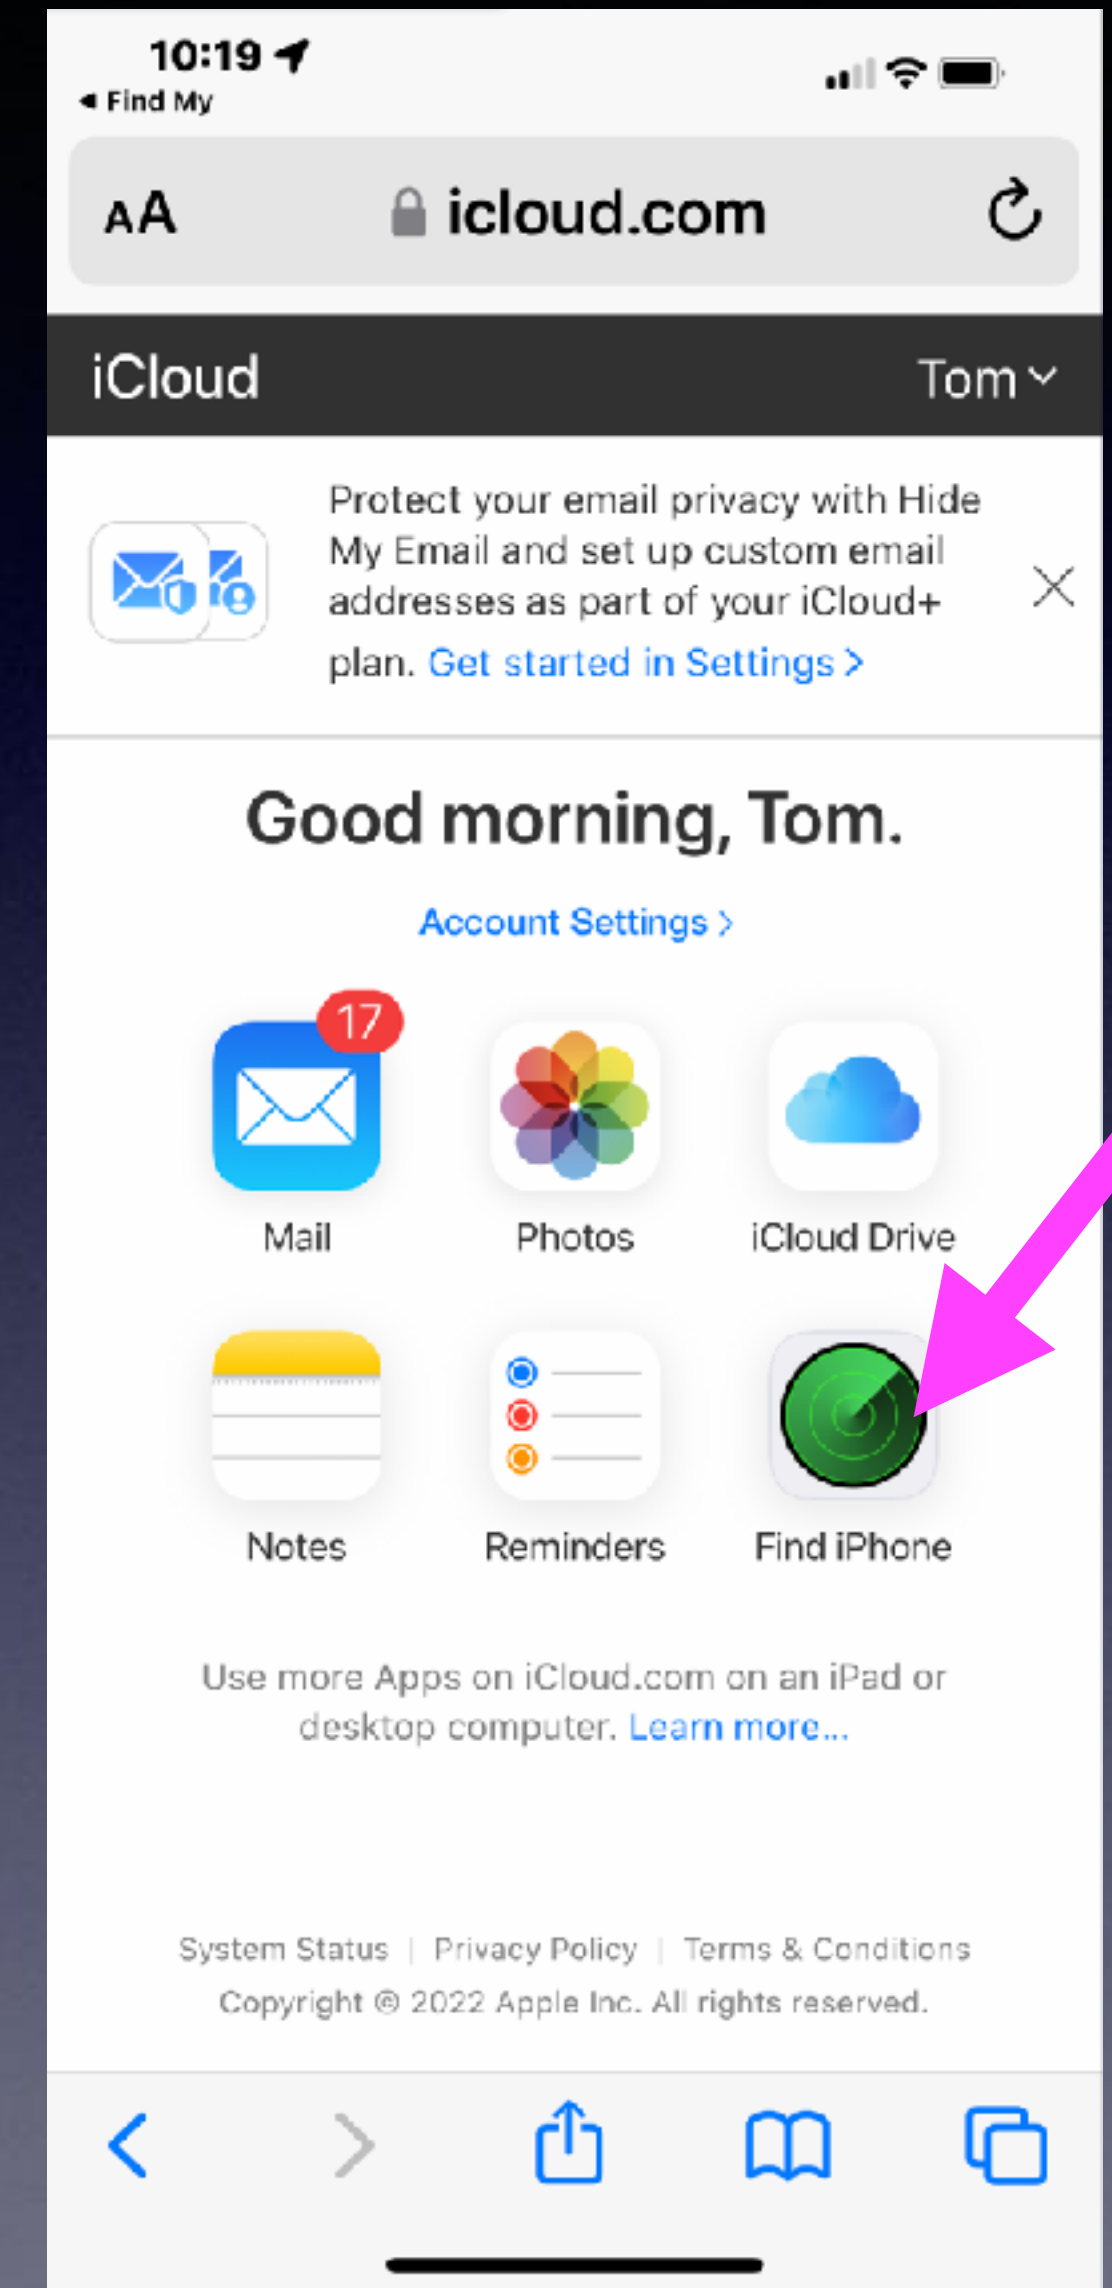 10:19
Find My
AA
icloud.com
iCloud
Tom
Protect your email privacy with Hide
My Email and set up custom email
addresses as part of your iCloud+
plan. Get started in Settings >
Good morning, Tom.
Account Settings >
17
Mail
Photos
iCloud Drive
Notes
Reminders
Find iPhone
Use more Apps on iCloud.com on an iPad or
desktop computer. Learn more...
System Status | Privacy Policy | Terms & Conditions
Copyright © 2022 Apple Inc. All rights reserved.